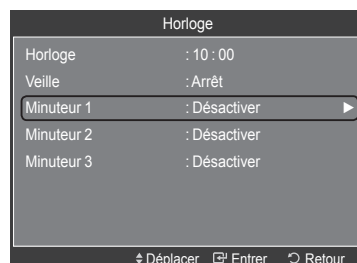 Horloge
Horloge : 10 : 00
Veille : Arrêt
Minuteur 1 : Désactiver ►
Minuteur 2 : Désactiver
Minuteur 3 : Désactiver
Déplacer Entrer Retour